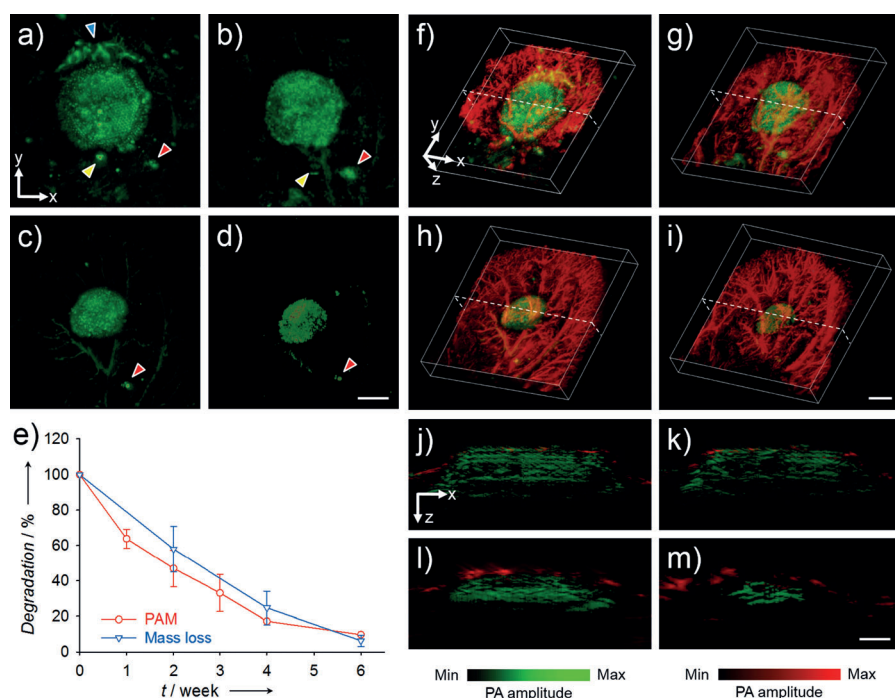 a)
b)
f)
g)
y
x
y
x
z
c)
d)
h)
i)
e)
120
100
80
60
40
20
0
Degradation / %
PAM
Mass loss
0 1 2 3 4 5 6
t / week
j)
k)
x
z
l)
m)
Min Max
PA amplitude
Min Max
PA amplitude